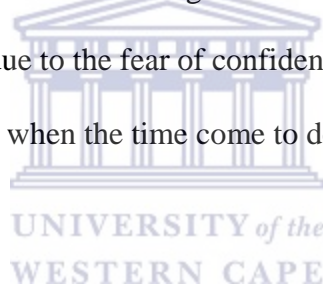 ue to the fear of confiden
when the time come to d
UNIVERSITY of the
WESTERN CAPE